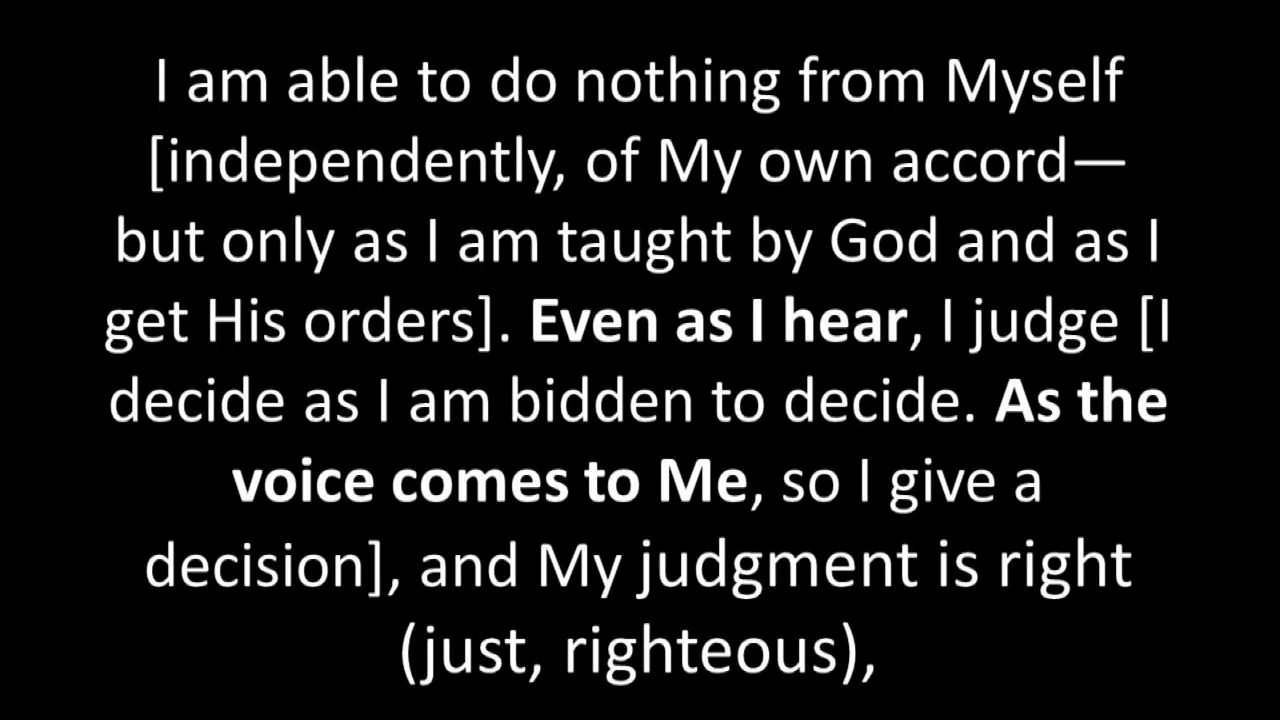 I am able to do nothing from Myself
[independently, of My own accord—
but only as I am taught by God and as I
get His orders]. Even as I hear, I judge [I
decide as I am bidden to decide. As the
voice comes to Me, so I give a
decision], and My judgment is right
(just, righteous),